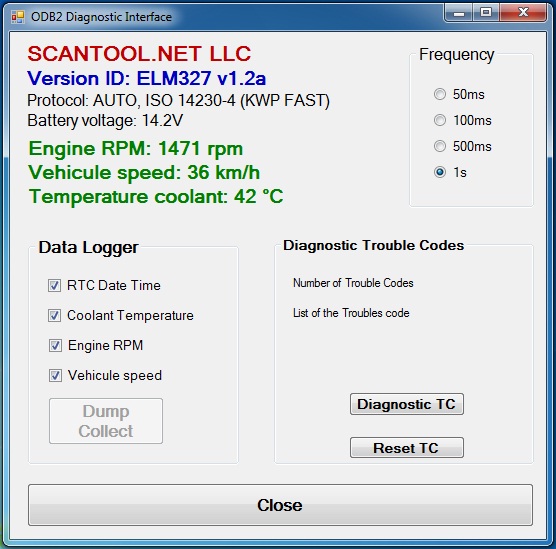 ODB2 Diagnostic Interface
SCANTOOL.NET LLC
Version ID: ELM327 v1.2a
Protocol: AUTO, ISO 14230-4 (KWP FAST)
Battery voltage: 14.2V
Engine RPM: 1471 rpm
Vehicule speed: 36 km/h
Temperature coolant: 42 °C
Frequency
50ms
100ms
500ms
1s
Data Logger
RTC Date Time
Coolant Temperature
Engine RPM
Vehicule speed
Dump
Collect
Diagnostic Trouble Codes
Number of Trouble Codes
List of the Troubles code
Diagnostic TC
Reset TC
Close